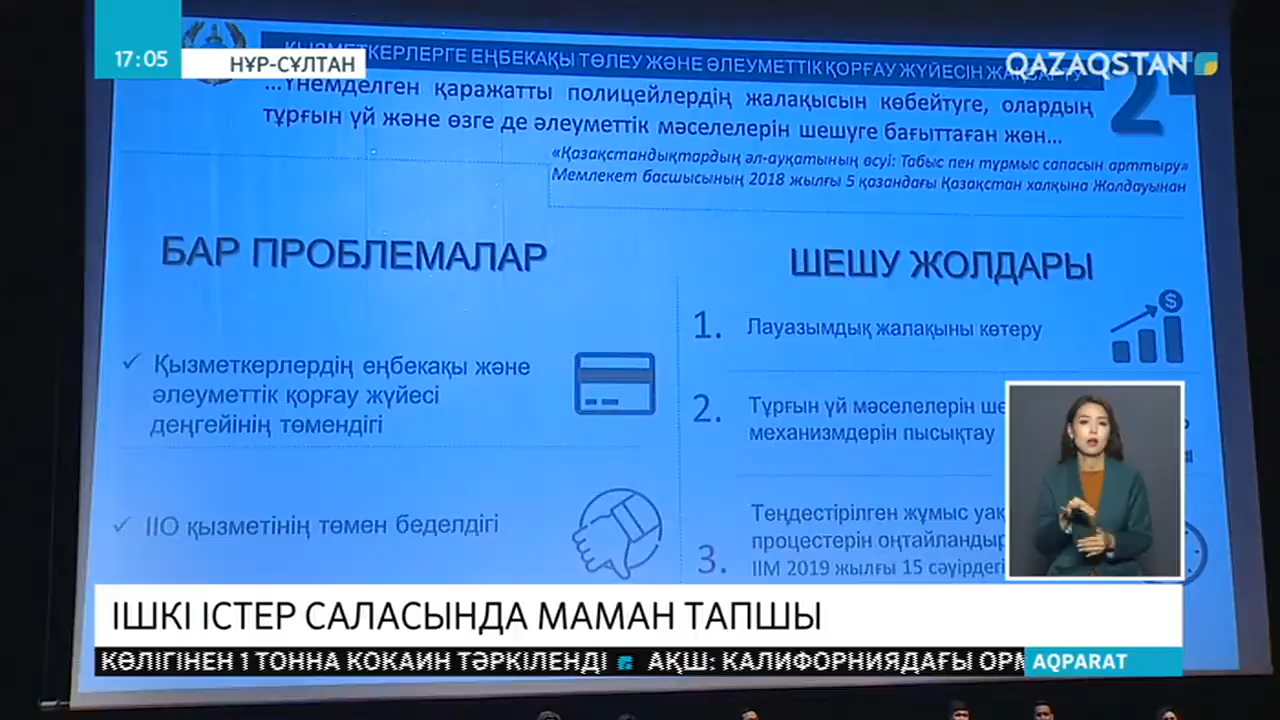 17:05
НҰР-СҰЛТАН
QAZAQSTAN
ҚЫЗМЕТКЕРЛЕРГЕ ЕҢБЕКАҚЫ ТӨЛЕУ ЖӘНЕ ӘЛЕУМЕТТІК ҚОРҒАУ ЖҮЙЕСІН ЖАҚСАРТУ
2
...үнемделген қаражатты полицейлердің жалақысын көбейтуге, олардың
тұрғын үй және өзге де әлеуметтік мәселелерін шешуге бағыттаған жөн...
«Қазақстандықтардың әл-ауқатының өсуі: Табыс пен тұрмыс сапасын арттыру»
Мемлекет басшысының 2018 жылғы 5 қазандағы Қазақстан халқына Жолдауынан
БАР ПРОБЛЕМАЛАР
✓ Қызметкерлердің еңбекақы және
әлеуметтік қорғау жүйесі
деңгейінің төмендігі
✓ ІІО қызметінің төмен беделдігі
ШЕШУ ЖОЛДАРЫ
1. Лауазымдық жалақыны көтеру
$
2. Тұрғын үй мәселелерін ше
механизмдерін пысықтау
3. Теңдестірілген жұмыс уақ
процестерін оңтайландыр
ІІМ 2019 жылғы 15 сәуірдегі
ІШКІ ІСТЕР САЛАСЫНДА МАМАН ТАПШЫ
КӨЛІГІНЕН 1 ТОННА КОКАИН ТӘРКІЛЕНДІ АҚШ: КАЛИФОРНИЯДАҒЫ ОРМ
AQPARAT